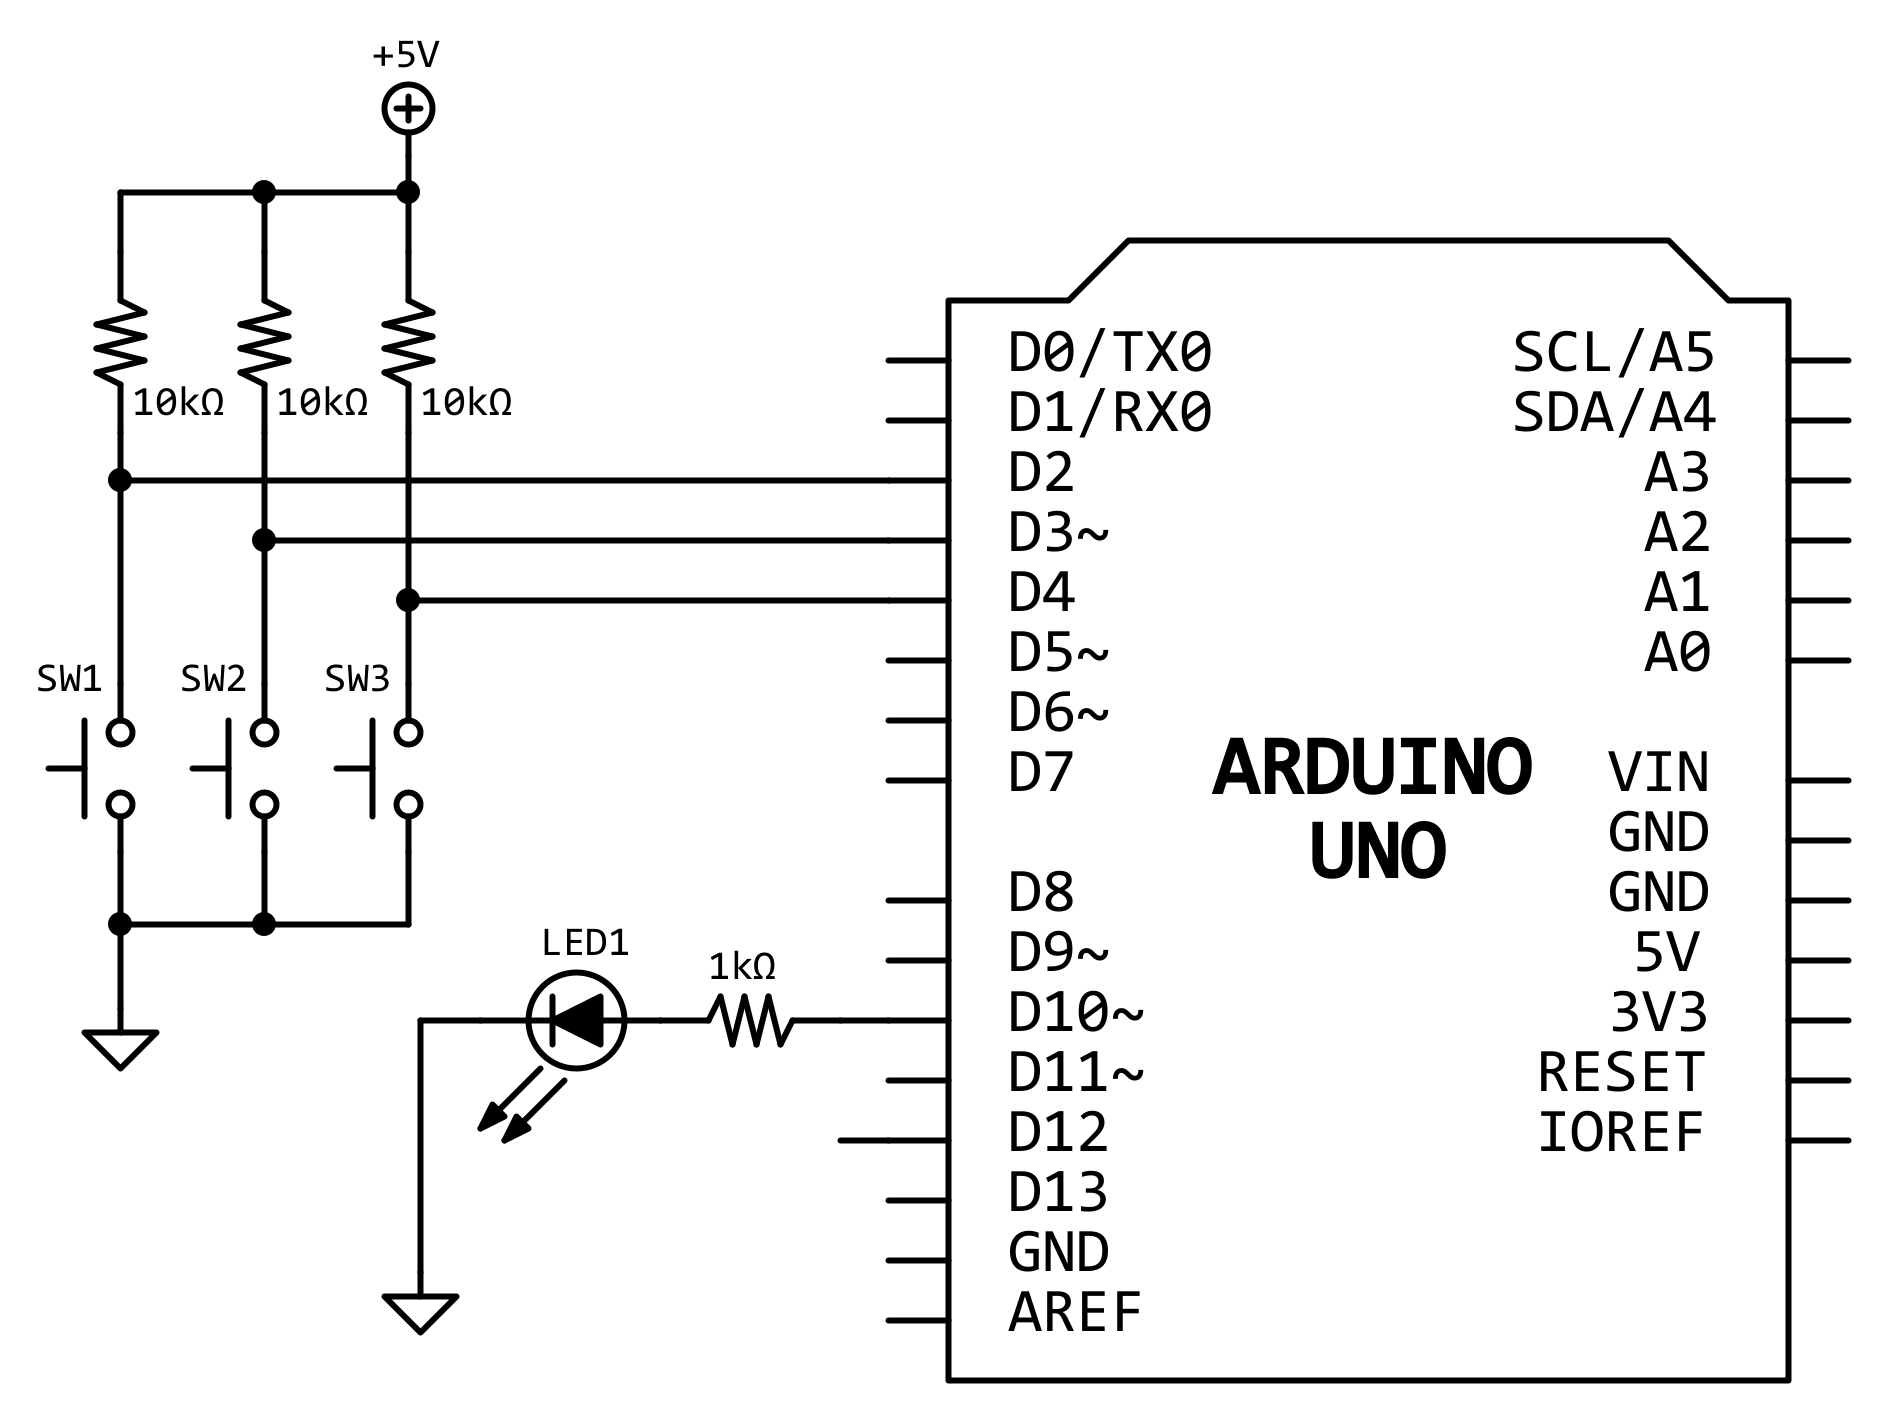 +5V
10kΩ
10kΩ
10kΩ
SW1
SW2
SW3
LED1
1kΩ
D0/TX0
D1/RX0
D2
D3~
D4
D5~
D6~
D7
D8
D9~
D10~
D11~
D12
D13
GND
AREF
ARDUINO
UNO
SCL/A5
SDA/A4
A3
A2
A1
A0
VIN
GND
GND
5V
3V3
RESET
IOREF